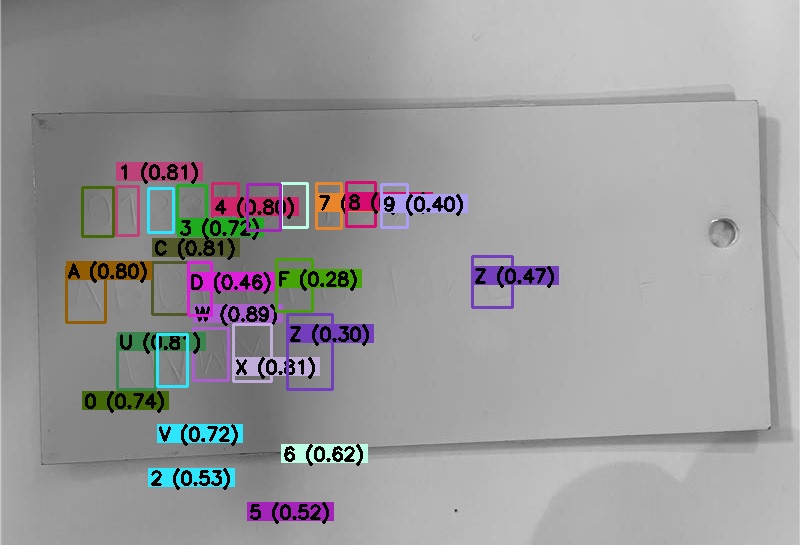 1 (0.81)
4 (0.80)
7 (
8 (
9 (0.40)
3 (0.72)
C (0.81)
A (0.80)
D (0.46)
F (0.28)
Z (0.47)
W (0.89)
U (0.81)
Z (0.30)
X (0.81)
0 (0.74)
V (0.72)
6 (0.62)
2 (0.53)
5 (0.52)